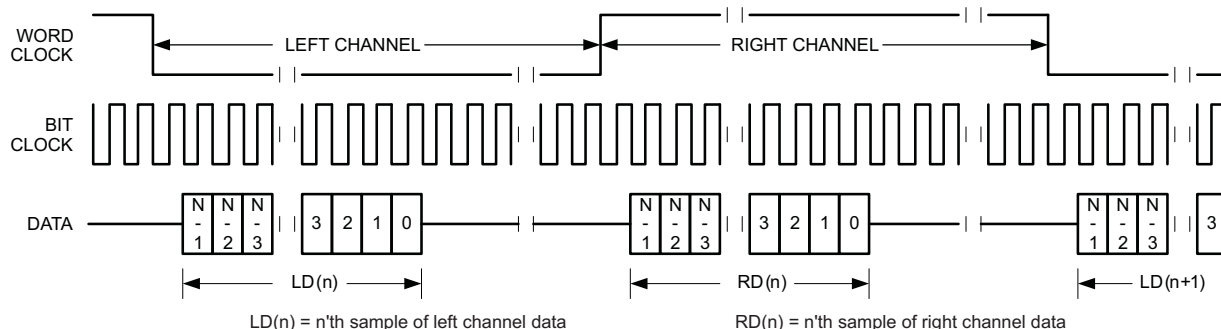 WORD
CLOCK
LEFT CHANNEL
RIGHT CHANNEL
BIT
CLOCK
DATA
N-1 N-2 N-3 3 2 1 0 N-1 N-2 N-3 3 2 1 0 N-1 N-2 N-3 3
LD(n) RD(n) LD(n+1)
LD(n) = n'th sample of left channel data RD(n) = n'th sample of right channel data